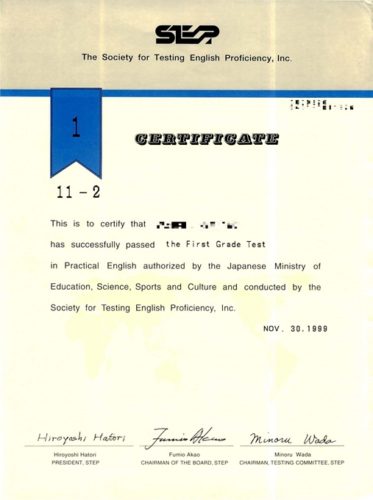 STEP
The Society for Testing English Proficiency, Inc.
1
CERTIFICATE
11-2
This is to certify that
has successfully passed the First Grade Test
in Practical English authorized by the Japanese Ministry of
Education, Science, Sports and Culture and conducted by the
Society for Testing English Proficiency, Inc.
NOV. 30.1999
Hiroyoshi Hatori Fumio Akao Minoru Wada
Hiroyoshi Hatori Fumio Akao Minoru Wada
PRESIDENT, STEP CHAIRMAN OF THE BOARD, STEP CHAIRMAN, TESTING COMMITTEE, STEP